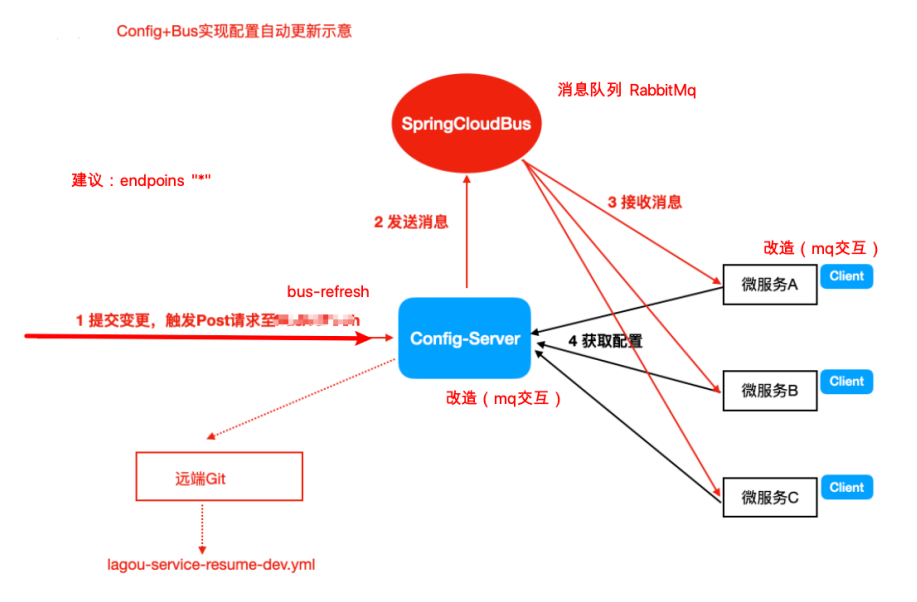 Config+Bus实现配置自动更新示意
消息队列 RabbitMq
SpringCloudBus
建议：endpoins "*"
3 接收消息
2 发送消息
改造（mq交互）
Client
微服务A
bus-refresh
1 提交变更，触发Post请求至
Config-Server
4 获取配置
Client
微服务B
改造（mq交互）
远端Git
Client
微服务C
lagou-service-resume-dev.yml